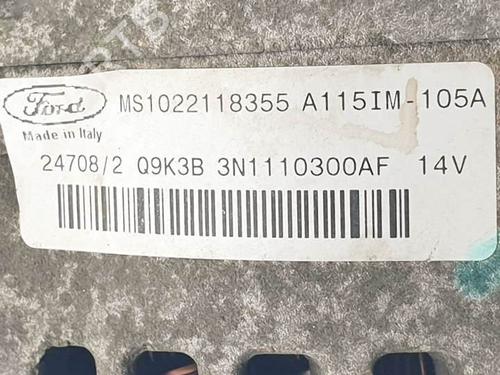 Ford MS1022118355 A115IM-105A
Made in Italy
24708/2 Q9K3B 3N1110300AF 14V